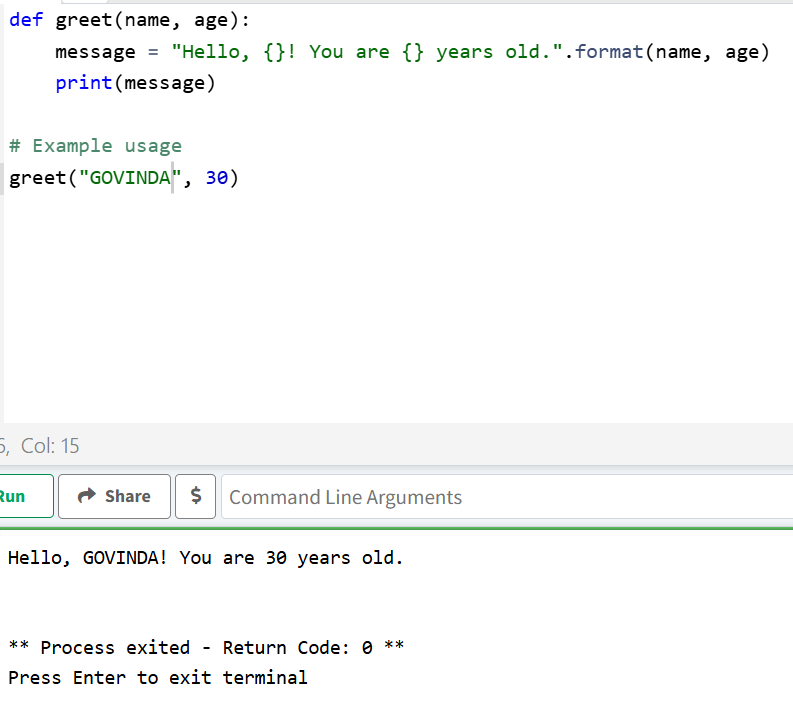 def greet(name, age):
    message = "Hello, {}! You are {} years old.".format(name, age)
    print(message)
# Example usage
greet("GOVINDA", 30)
, Col: 15
Run Share $ Command Line Arguments
Hello, GOVINDA! You are 30 years old.
** Process exited - Return Code: 0 **
Press Enter to exit terminal